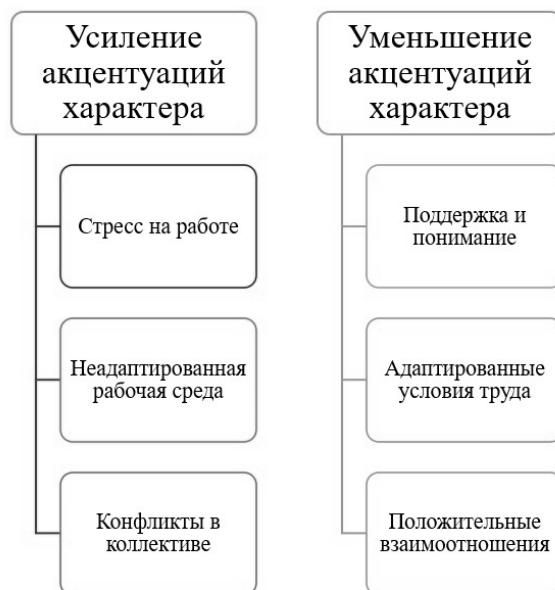 Усиление
акцентуаций
характера
Стресс на работе
Неадаптированная
рабочая среда
Конфликты в
коллективе
Уменьшение
акцентуаций
характера
Поддержка и
понимание
Адаптированные
условия труда
Положительные
взаимоотношения